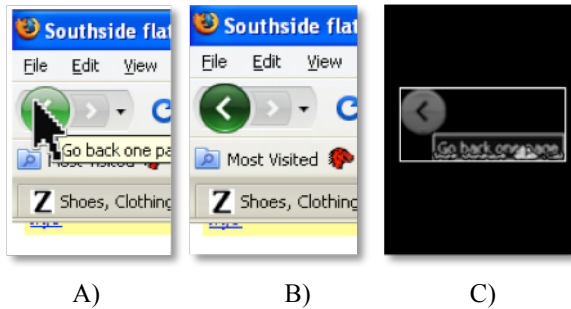 Southside flat
File Edit View
Go back one pa
Most Visited
Z Shoes, Clothing
Southside flat
File Edit View
Most Visited
Z Shoes, Clothing
Go back one page
A)
B)
C)